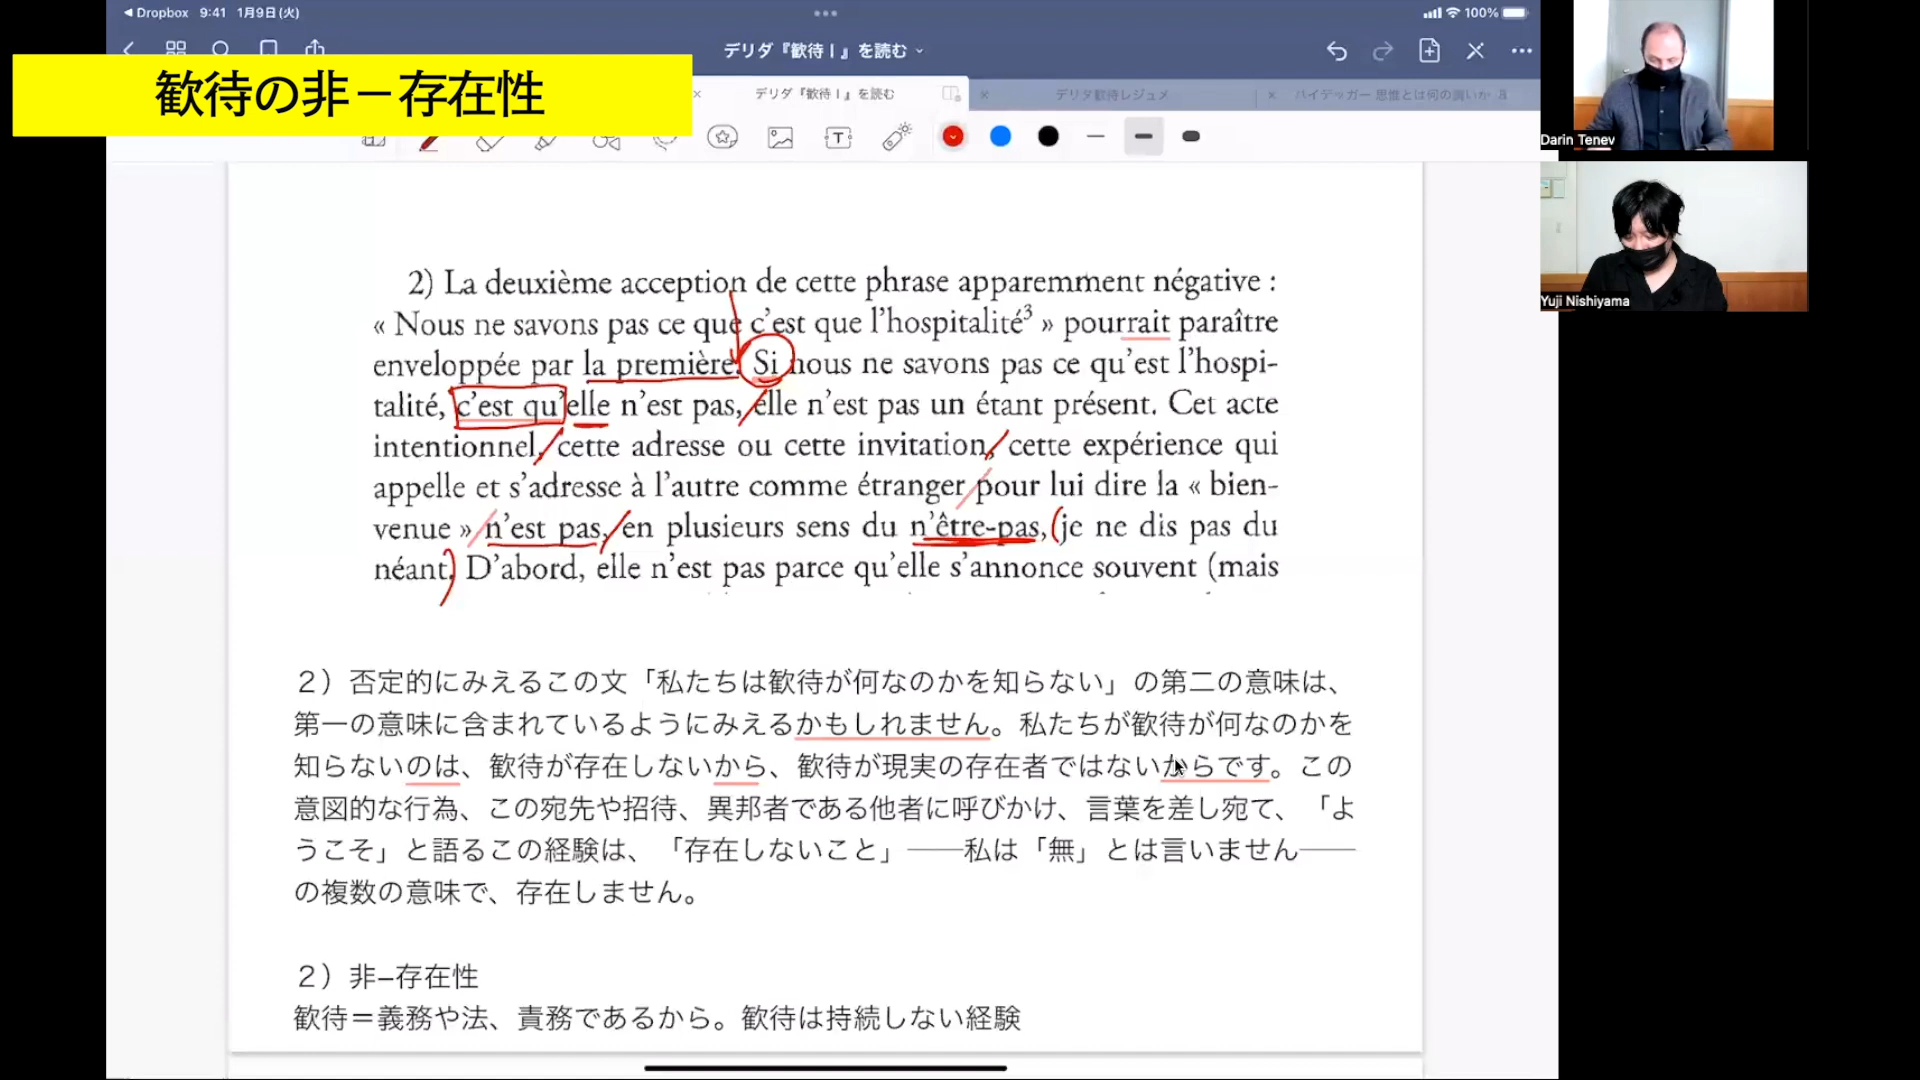 Dropbox 9:41 1月9日(火)
100%
デリダ『歓待Ⅰ』を読む
歓待の非－存在性
デリダ『歓待Ⅰ』を読む
デリダ歓待レジュメ
T
Darin Tenev
Yuji Nishiyama
2) La deuxième acception de cette phrase apparemment négative :
« Nous ne savons pas ce que c’est que l’hospitalité3 » pourrait paraître
enveloppée par la première. Si nous ne savons pas ce qu’est l’hospi-
talité, c’est qu’elle n’est pas, elle n’est pas un étant présent. Cet acte
intentionnel, cette adresse ou cette invitation, cette expérience qui
appelle et s’adresse à l’autre comme étranger pour lui dire la « bien-
venue » n’est pas, en plusieurs sens du n’être-pas, je ne dis pas du
néant. D’abord, elle n’est pas parce qu’elle s’annonce souvent (mais
２）否定的にみえるこの文「私たちは歓待が何なのかを知らない」の第二の意味は、
第一の意味に含まれているようにみえるかもしれません。私たちが歓待が何なのかを
知らないのは、歓待が存在しないから、歓待が現実の存在者ではないからです。この
意図的な行為、この宛先や招待、異邦者である他者に呼びかけ、言葉を差し宛て、「よ
うこそ」と語るこの経験は、「存在しないこと」――私は「無」とは言いません――
の複数の意味で、存在しません。
２）非–存在性
歓待＝義務や法、責務であるから。歓待は持続しない経験